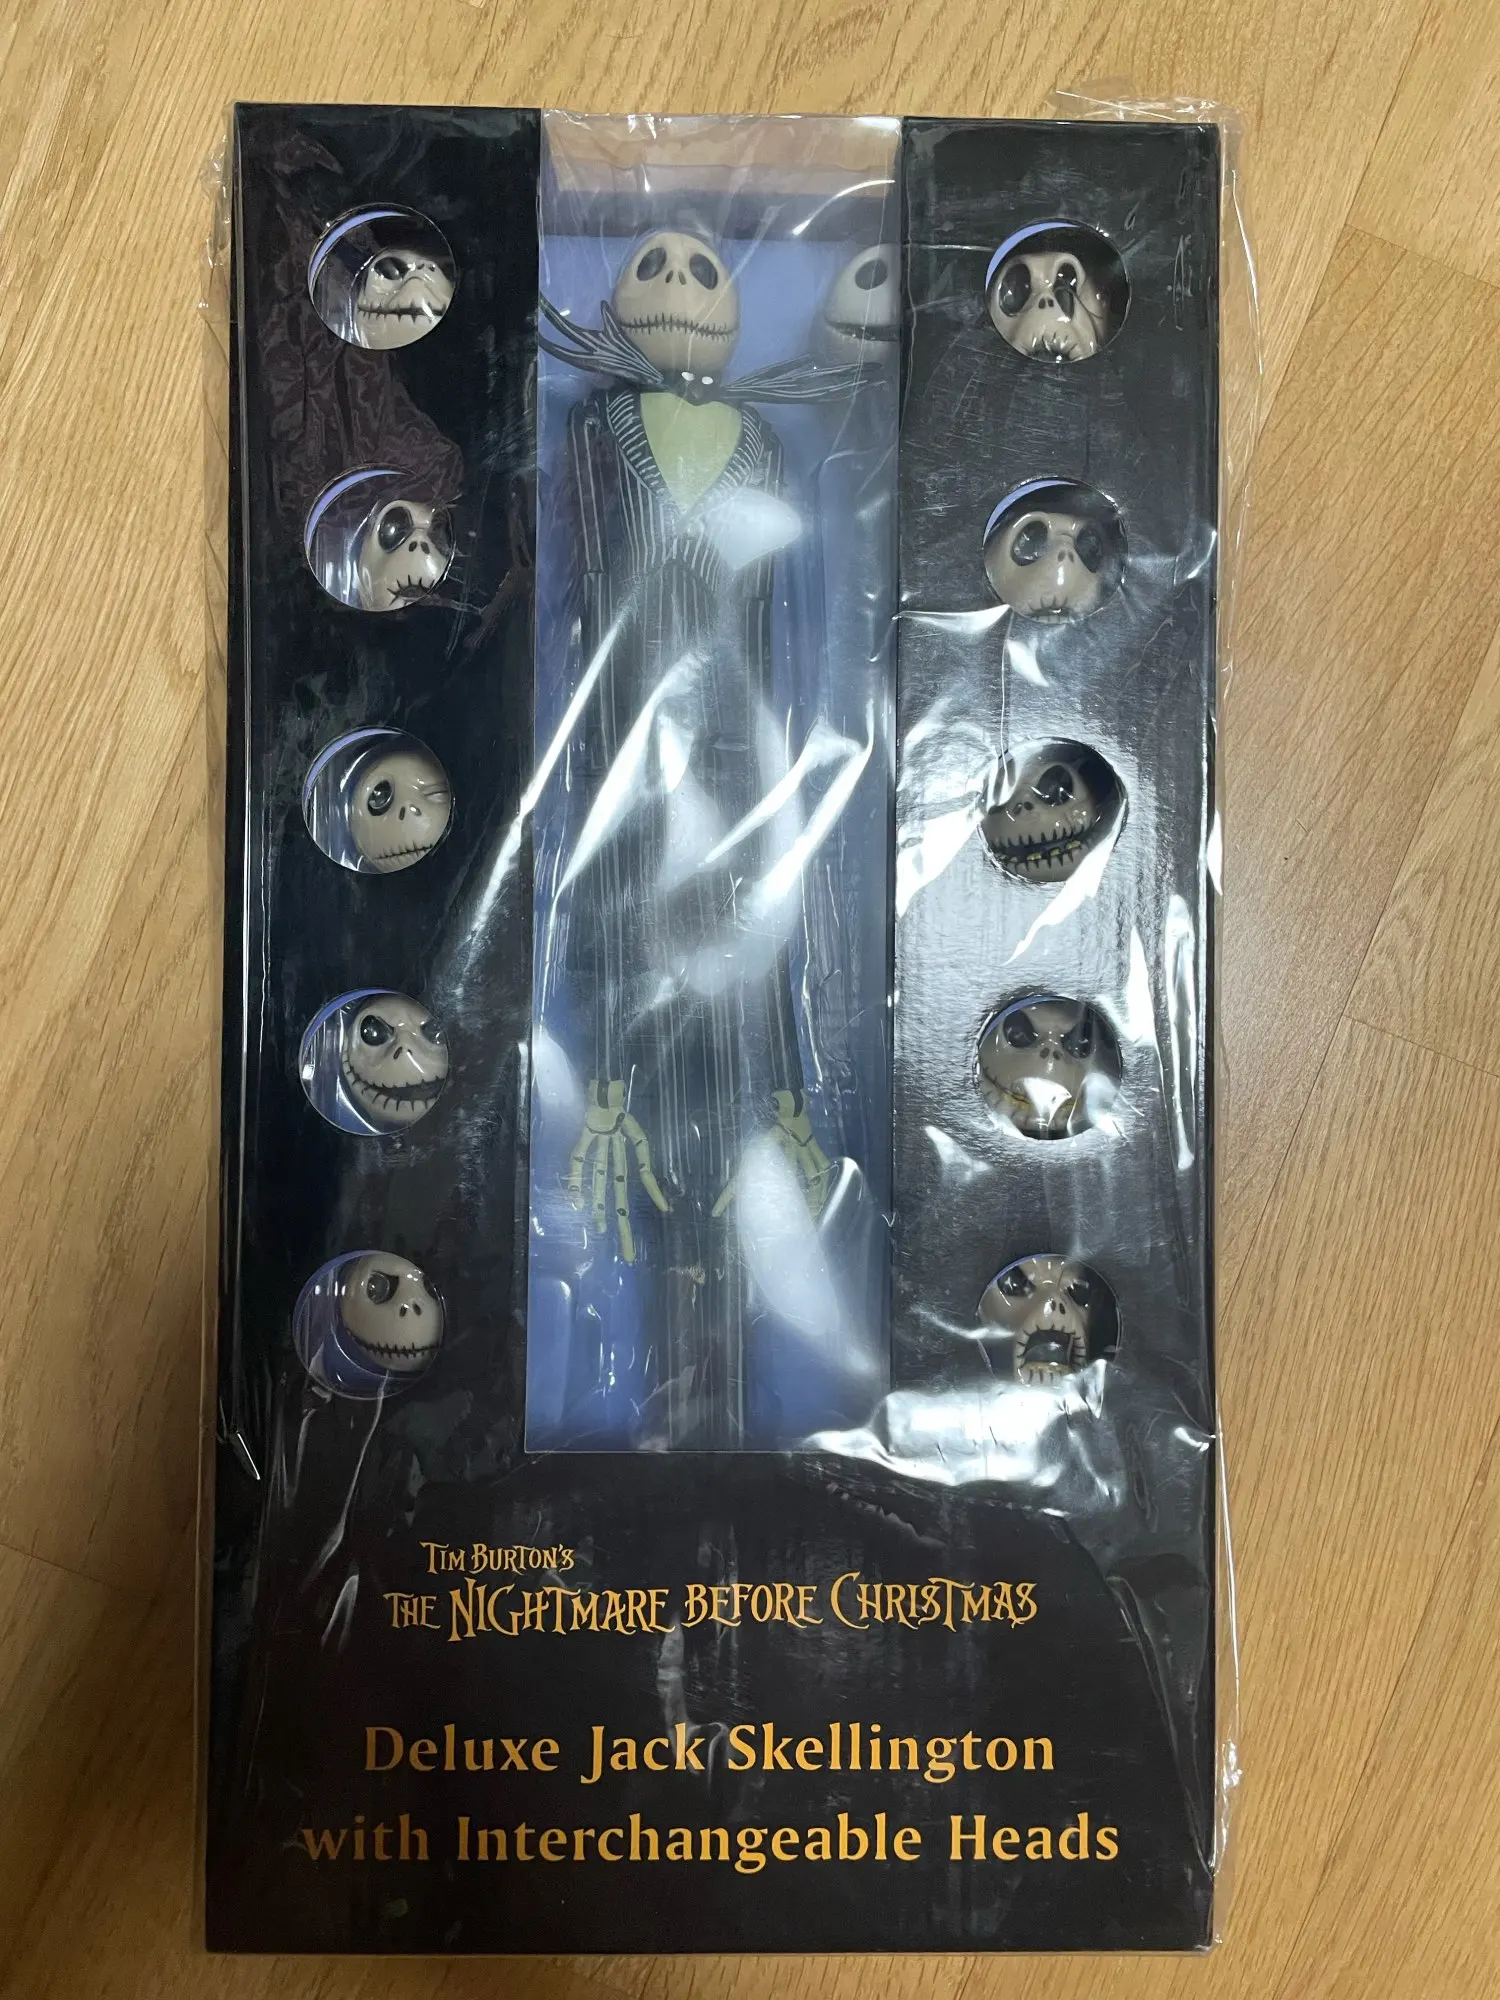 TIM BURTON'S
THE NIGHTMARE BEFORE CHRISTMAS
Deluxe Jack Skellington
with Interchangeable Heads